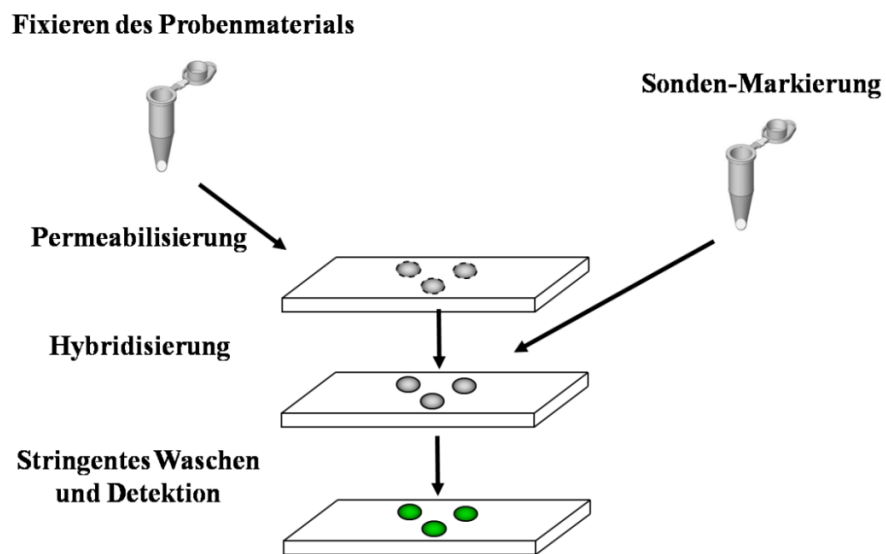 Fixieren des Probenmaterials
Sonden-Markierung
Permeabilisierung
Hybridisierung
Stringentes Waschen
und Detektion